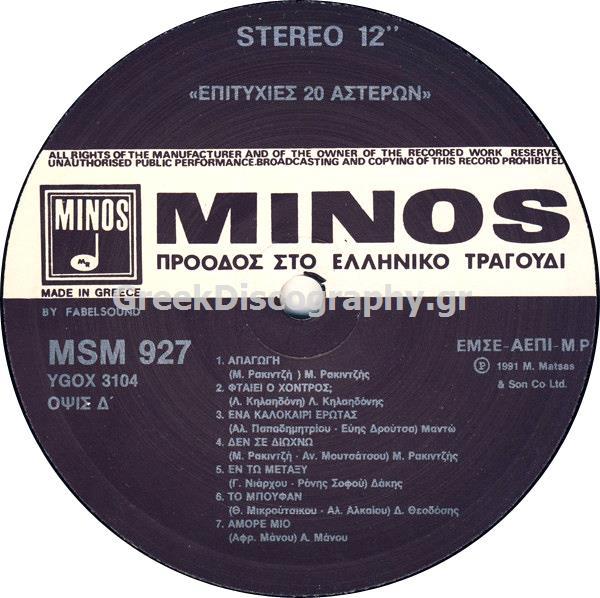 STEREO 12''
«ΕΠΙΤΥΧΙΕΣ 20 ΑΣΤΕΡΩΝ»
ALL RIGHTS OF THE MANUFACTURER AND OF THE OWNER OF THE RECORDED WORK RESERVED
UNAUTHORISED PUBLIC PERFORMANCE.BROADCASTING AND COPYING OF THIS RECORD PROHIBITED
MINOS
MR
MINOS
ΠΡΟΟΔΟΣ ΣΤΟ ΕΛΛΗΝΙΚΟ ΤΡΑΓΟΥΔΙ
MADE IN GREECE
GreekDiscography.gr
BY FABELSOUND
MSM 927
YGOX 3104
ΟΨΙΣ Δ΄
ΕΜΣΕ-ΑΕΠΙ-Μ.Ρ
Ⓟ 1991 M. Matsas
& Son Co Ltd.
1. ΑΠΑΓΩΓΗ
(Μ. Ρακιντζή ) Μ. Ρακιντζής
2. ΦΤΑΙΕΙ Ο ΧΟΝΤΡΟΣ;
(Λ. Κηλαηδόνη) Λ. Κηλαηδόνης
3. ΕΝΑ ΚΑΛΟΚΑΙΡΙ ΕΡΩΤΑΣ
(Αλ. Παπαδημητρίου - Εύης Δρούτσα) Μαντώ
4. ΔΕΝ ΣΕ ΔΙΩΧΝΩ
(Μ. Ρακιντζή - Αν. Μουτσάτσου) Μ. Ρακιντζής
5. ΕΝ ΤΩ ΜΕΤΑΞΥ
(Γ. Νιάρχου - Ρόνης Σοφού) Δάκης
6. ΤΟ ΜΠΟΥΦΑΝ
(Θ. Μικρούτσικου - Αλ. Αλκαίου) Δ. Θεοδόσης
7. ΑΜΟRE ΜΙΟ
(Αφρ. Μάνου) Α. Μάνου